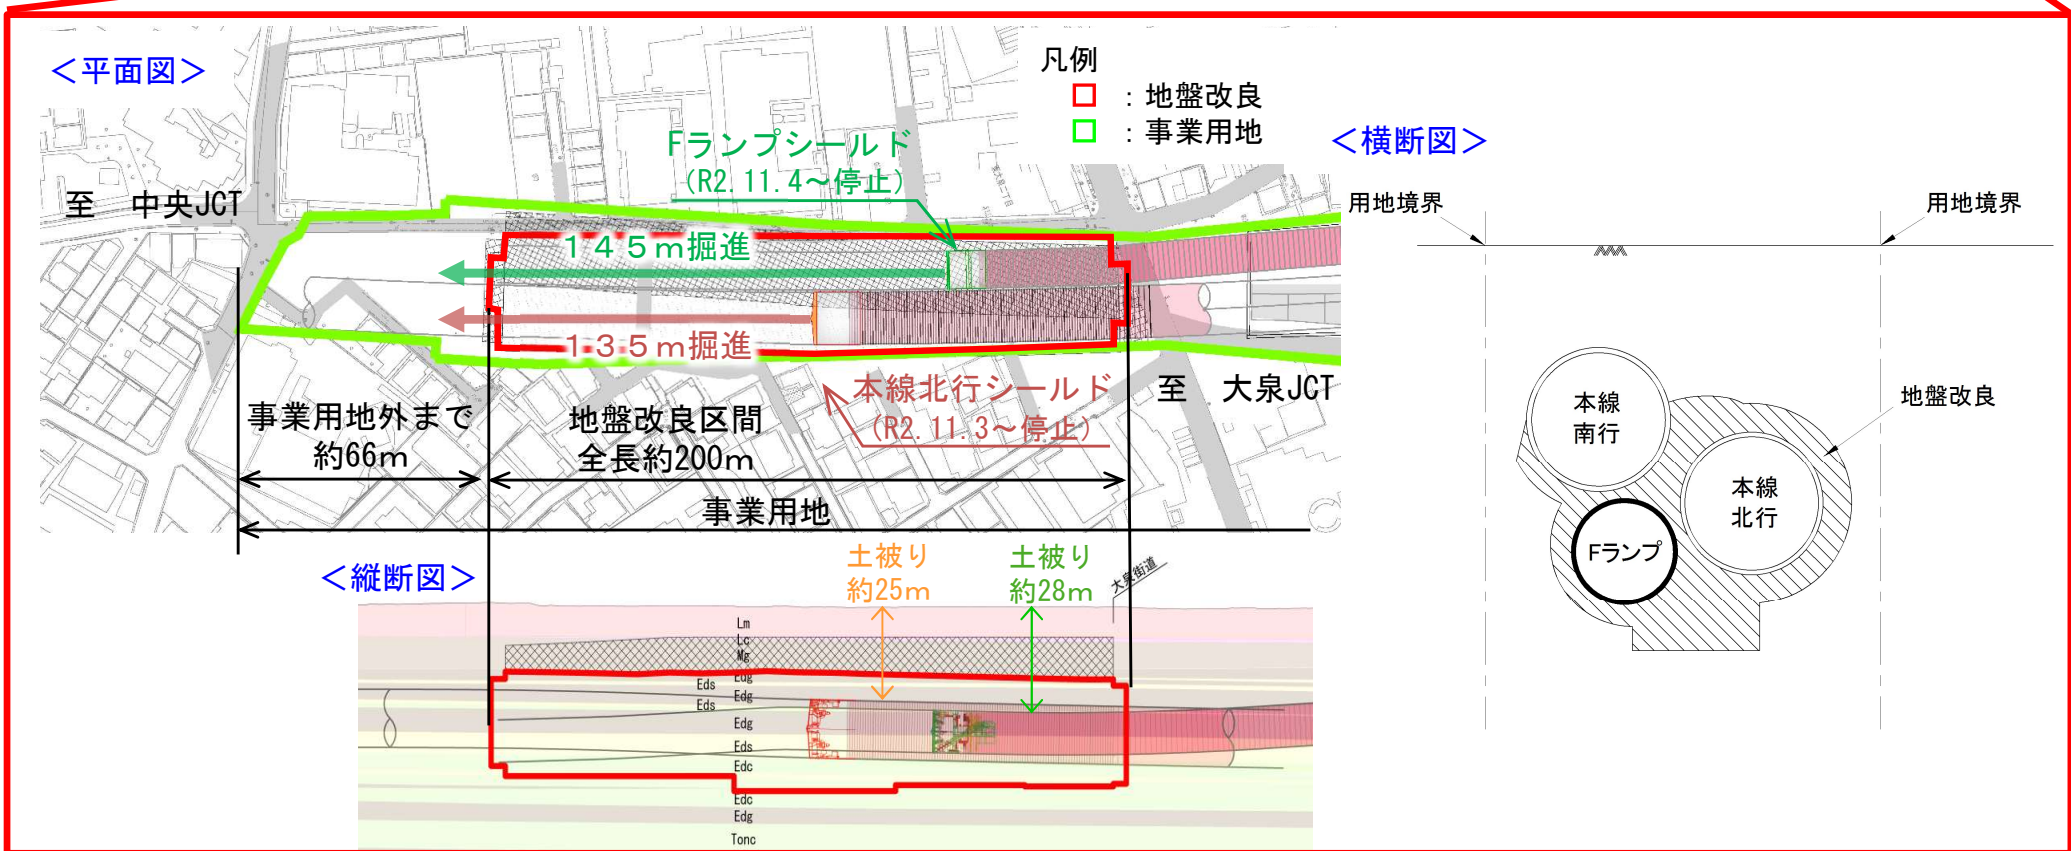 ＜平面図＞
凡例
：地盤改良
：事業用地
Fランプシールド
(R2.11.4～停止)
至　中央JCT
１４５ｍ掘進
１３５ｍ掘進
本線北行シールド
(R2.11.3～停止)
至　大泉JCT
事業用地外まで
約66m
地盤改良区間
全長約200m
事業用地
＜縦断図＞
土被り
約25m
土被り
約28m
大泉街道
Lm
Lc
Mg
Edg
Eds
Edg
Eds
Edg
Eds
Edc
Edc
Edg
Tonc
＜横断図＞
用地境界
用地境界
地盤改良
本線
南行
本線
北行
Fランプ